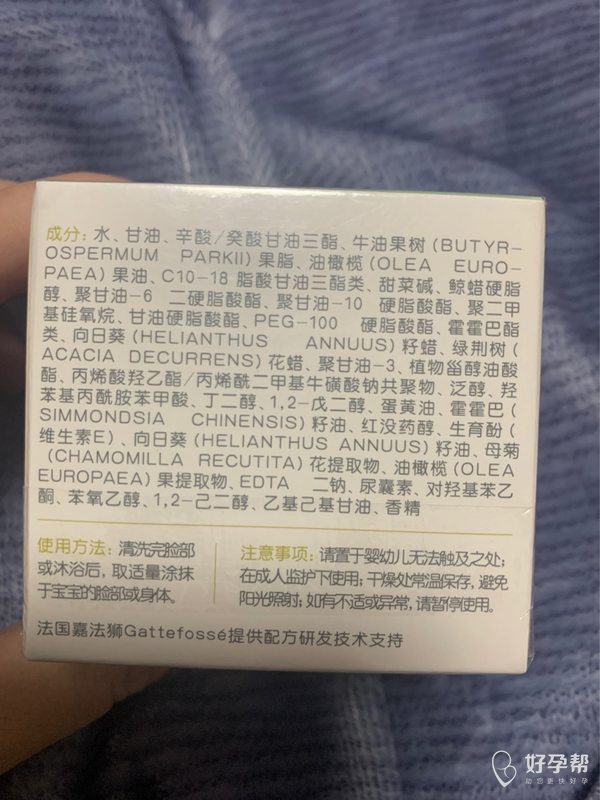 成分: 水、甘油、辛酸/癸酸甘油三酯、牛油果树(BUTYR-
OSPERMUM PARKII)果脂、油橄榄(OLEA EURO-
PAEA)果油、C10-18 脂酸甘油三酯类、甜菜碱、鲸蜡硬脂
醇、聚甘油-6 二硬脂酸酯、聚甘油-10 硬脂酸酯、聚二甲
基硅氧烷、甘油硬脂酸酯、PEG-100 硬脂酸酯、霍霍巴酯
类、向日葵(HELIANTHUS ANNUUS)籽蜡、绿荆树(
ACACIA DECURRENS)花蜡、聚甘油-3、植物甾醇油酸
酯、丙烯酸羟乙酯/丙烯酰二甲基牛磺酸钠共聚物、泛醇、羟
苯基丙酰胺苯甲酸、丁二醇、1,2-戊二醇、蛋黄油、霍霍巴(
SIMMONDSIA CHINENSIS)籽油、红没药醇、生育酚(
维生素E)、向日葵(HELIANTHUS ANNUUS)籽油、母菊
(CHAMOMILLA RECUTITA)花提取物、油橄榄(OLEA
EUROPAEA)果提取物、EDTA 二钠、尿囊素、对羟基苯乙
酮、苯氧乙醇、1,2-己二醇、乙基己基甘油、香精
使用方法: 清洗完脸部
或沐浴后，取适量涂抹
于宝宝的脸部或身体。
注意事项: 请置于婴幼儿无法触及之处;
在成人监护下使用; 干燥处常温保存, 避免
阳光照射; 如有不适或异常, 请暂停使用。
法国嘉法狮Gattefossé提供配方研发技术支持
好孕帮
助您更快好孕